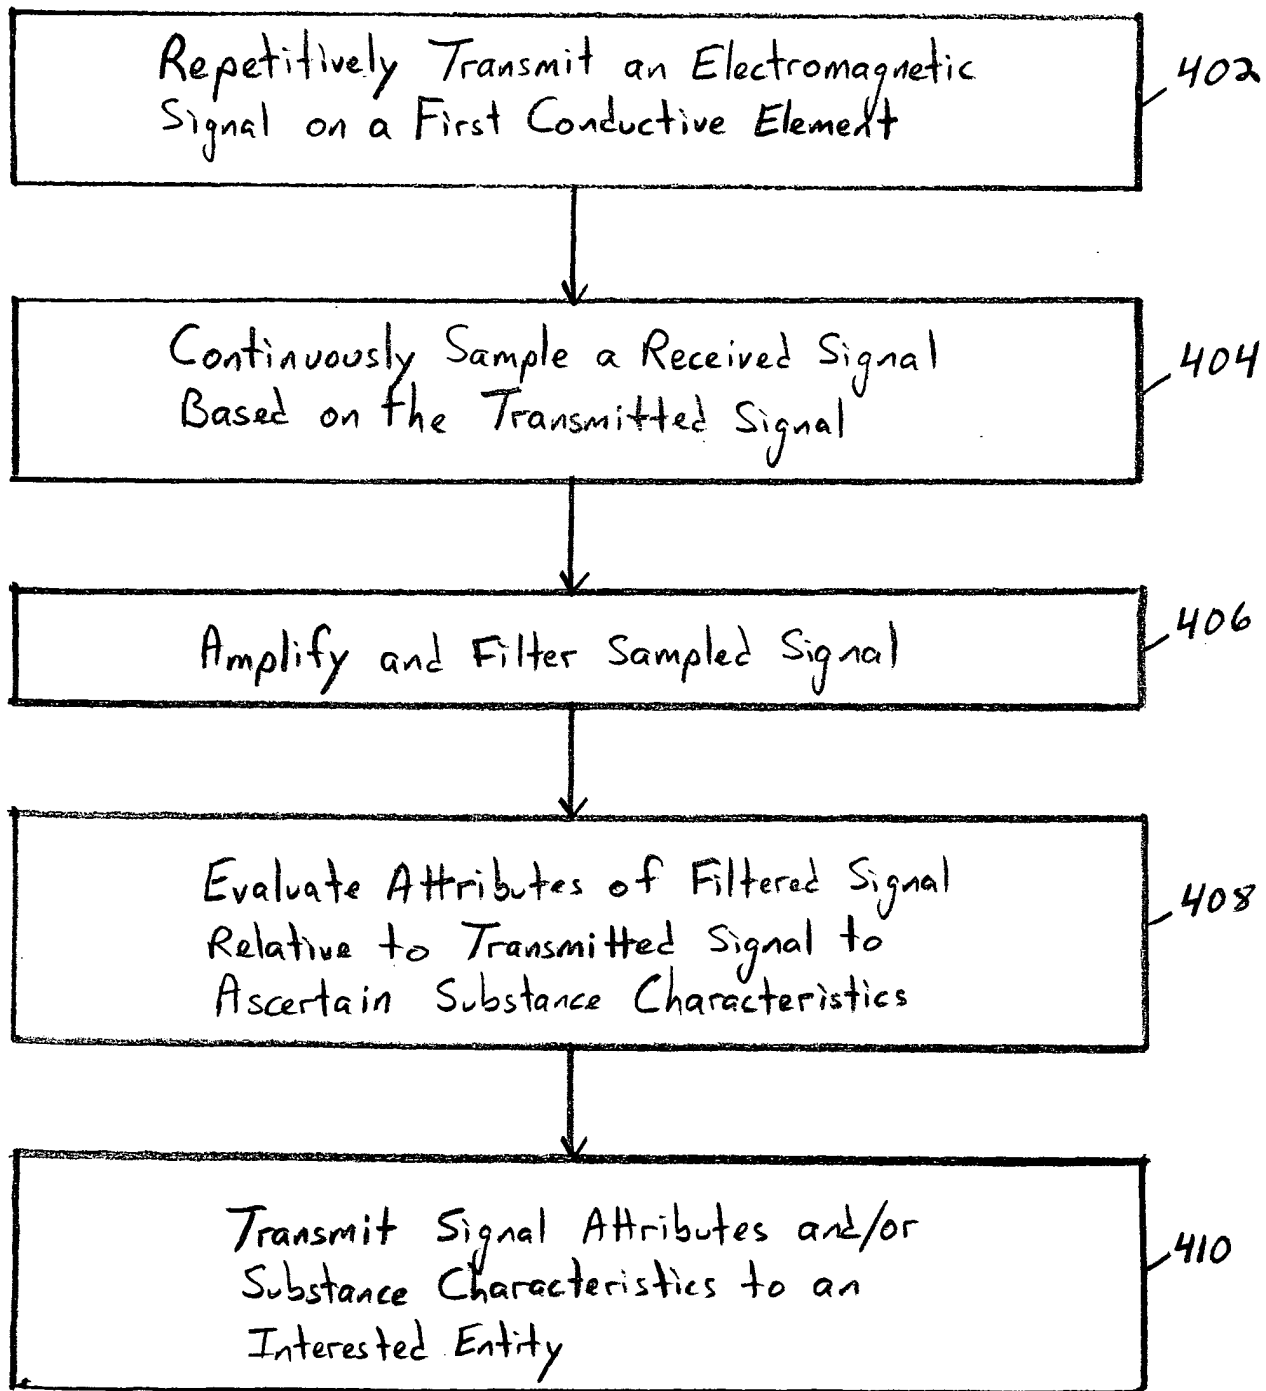 Repetitively Transmit an Electromagnetic
Signal on a First Conductive Element
402
Continuously Sample a Received Signal
Based on the Transmitted Signal
404
Amplify and Filter Sampled Signal
406
Evaluate Attributes of Filtered Signal
Relative to Transmitted Signal to
Ascertain Substance Characteristics
408
Transmit Signal Attributes and/or
Substance Characteristics to an
Interested Entity
410